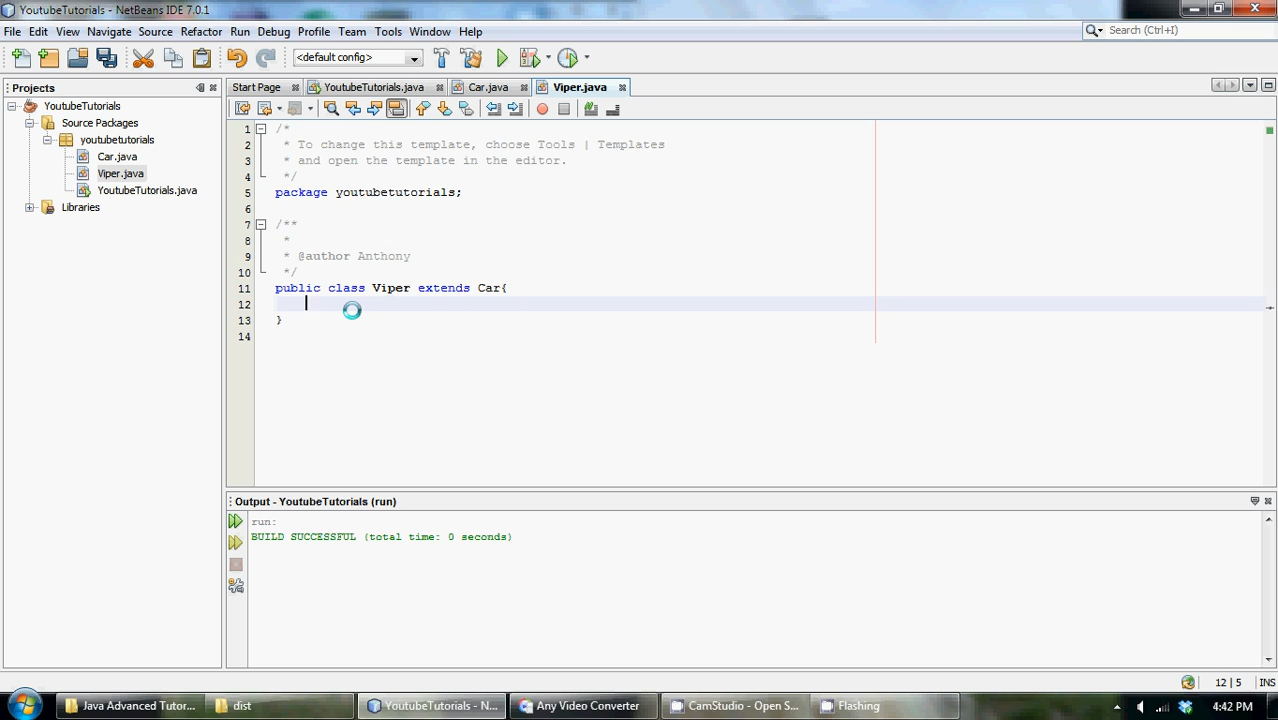 YoutubeTutorials - NetBeans IDE 7.0.1
File Edit View Navigate Source Refactor Run Debug Profile Team Tools Window Help
Search (Ctrl+I)
<default config>
Projects
Start Page YoutubeTutorials.java Car.java Viper.java
YoutubeTutorials
Source Packages
youtubetutorials
Car.java
Viper.java
YoutubeTutorials.java
Libraries
1 /*
2 * To change this template, choose Tools | Templates
3 * and open the template in the editor.
4 */
5 package youtubetutorials;
6
7 /**
8 *
9 * @author Anthony
10 */
11 public class Viper extends Car{
12
13 }
14
Output - YoutubeTutorials (run)
run:
BUILD SUCCESSFUL (total time: 0 seconds)
12 | 5 INS
Java Advanced Tutor... dist YoutubeTutorials - N... Any Video Converter CamStudio - Open S... Flashing 4:42 PM